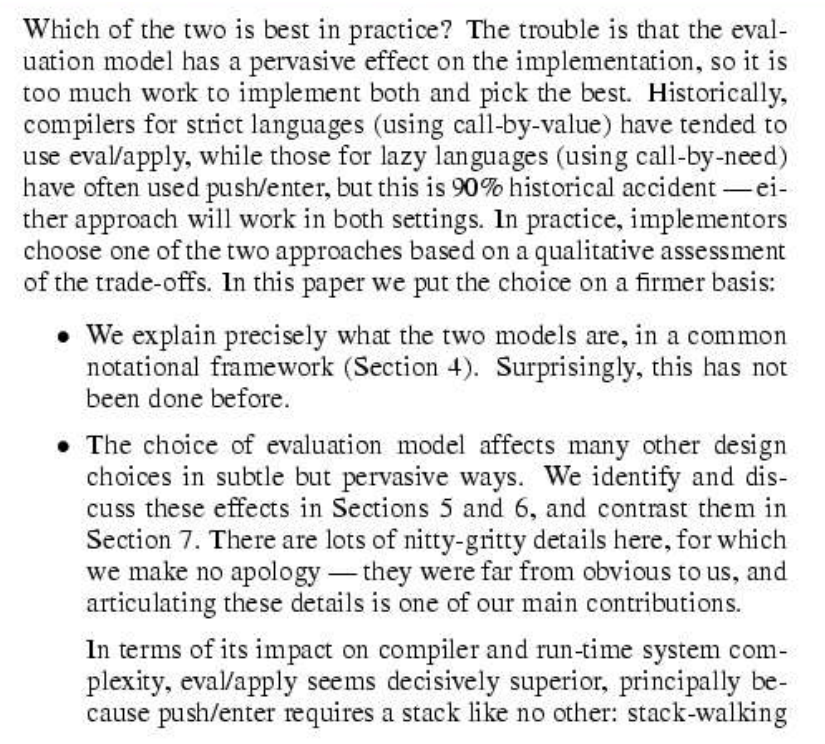 Which of the two is best in practice? The trouble is that the eval-
uation model has a pervasive effect on the implementation, so it is
too much work to implement both and pick the best. Historically,
compilers for strict languages (using call-by-value) have tended to
use eval/apply, while those for lazy languages (using call-by-need)
have often used push/enter, but this is 90% historical accident — ei-
ther approach will work in both settings. In practice, implementors
choose one of the two approaches based on a qualitative assessment
of the trade-offs. In this paper we put the choice on a firmer basis:
• We explain precisely what the two models are, in a common
notational framework (Section 4). Surprisingly, this has not
been done before.
• The choice of evaluation model affects many other design
choices in subtle but pervasive ways. We identify and dis-
cuss these effects in Sections 5 and 6, and contrast them in
Section 7. There are lots of nitty-gritty details here, for which
we make no apology — they were far from obvious to us, and
articulating these details is one of our main contributions.
In terms of its impact on compiler and run-time system com-
plexity, eval/apply seems decisively superior, principally be-
cause push/enter requires a stack like no other: stack-walking